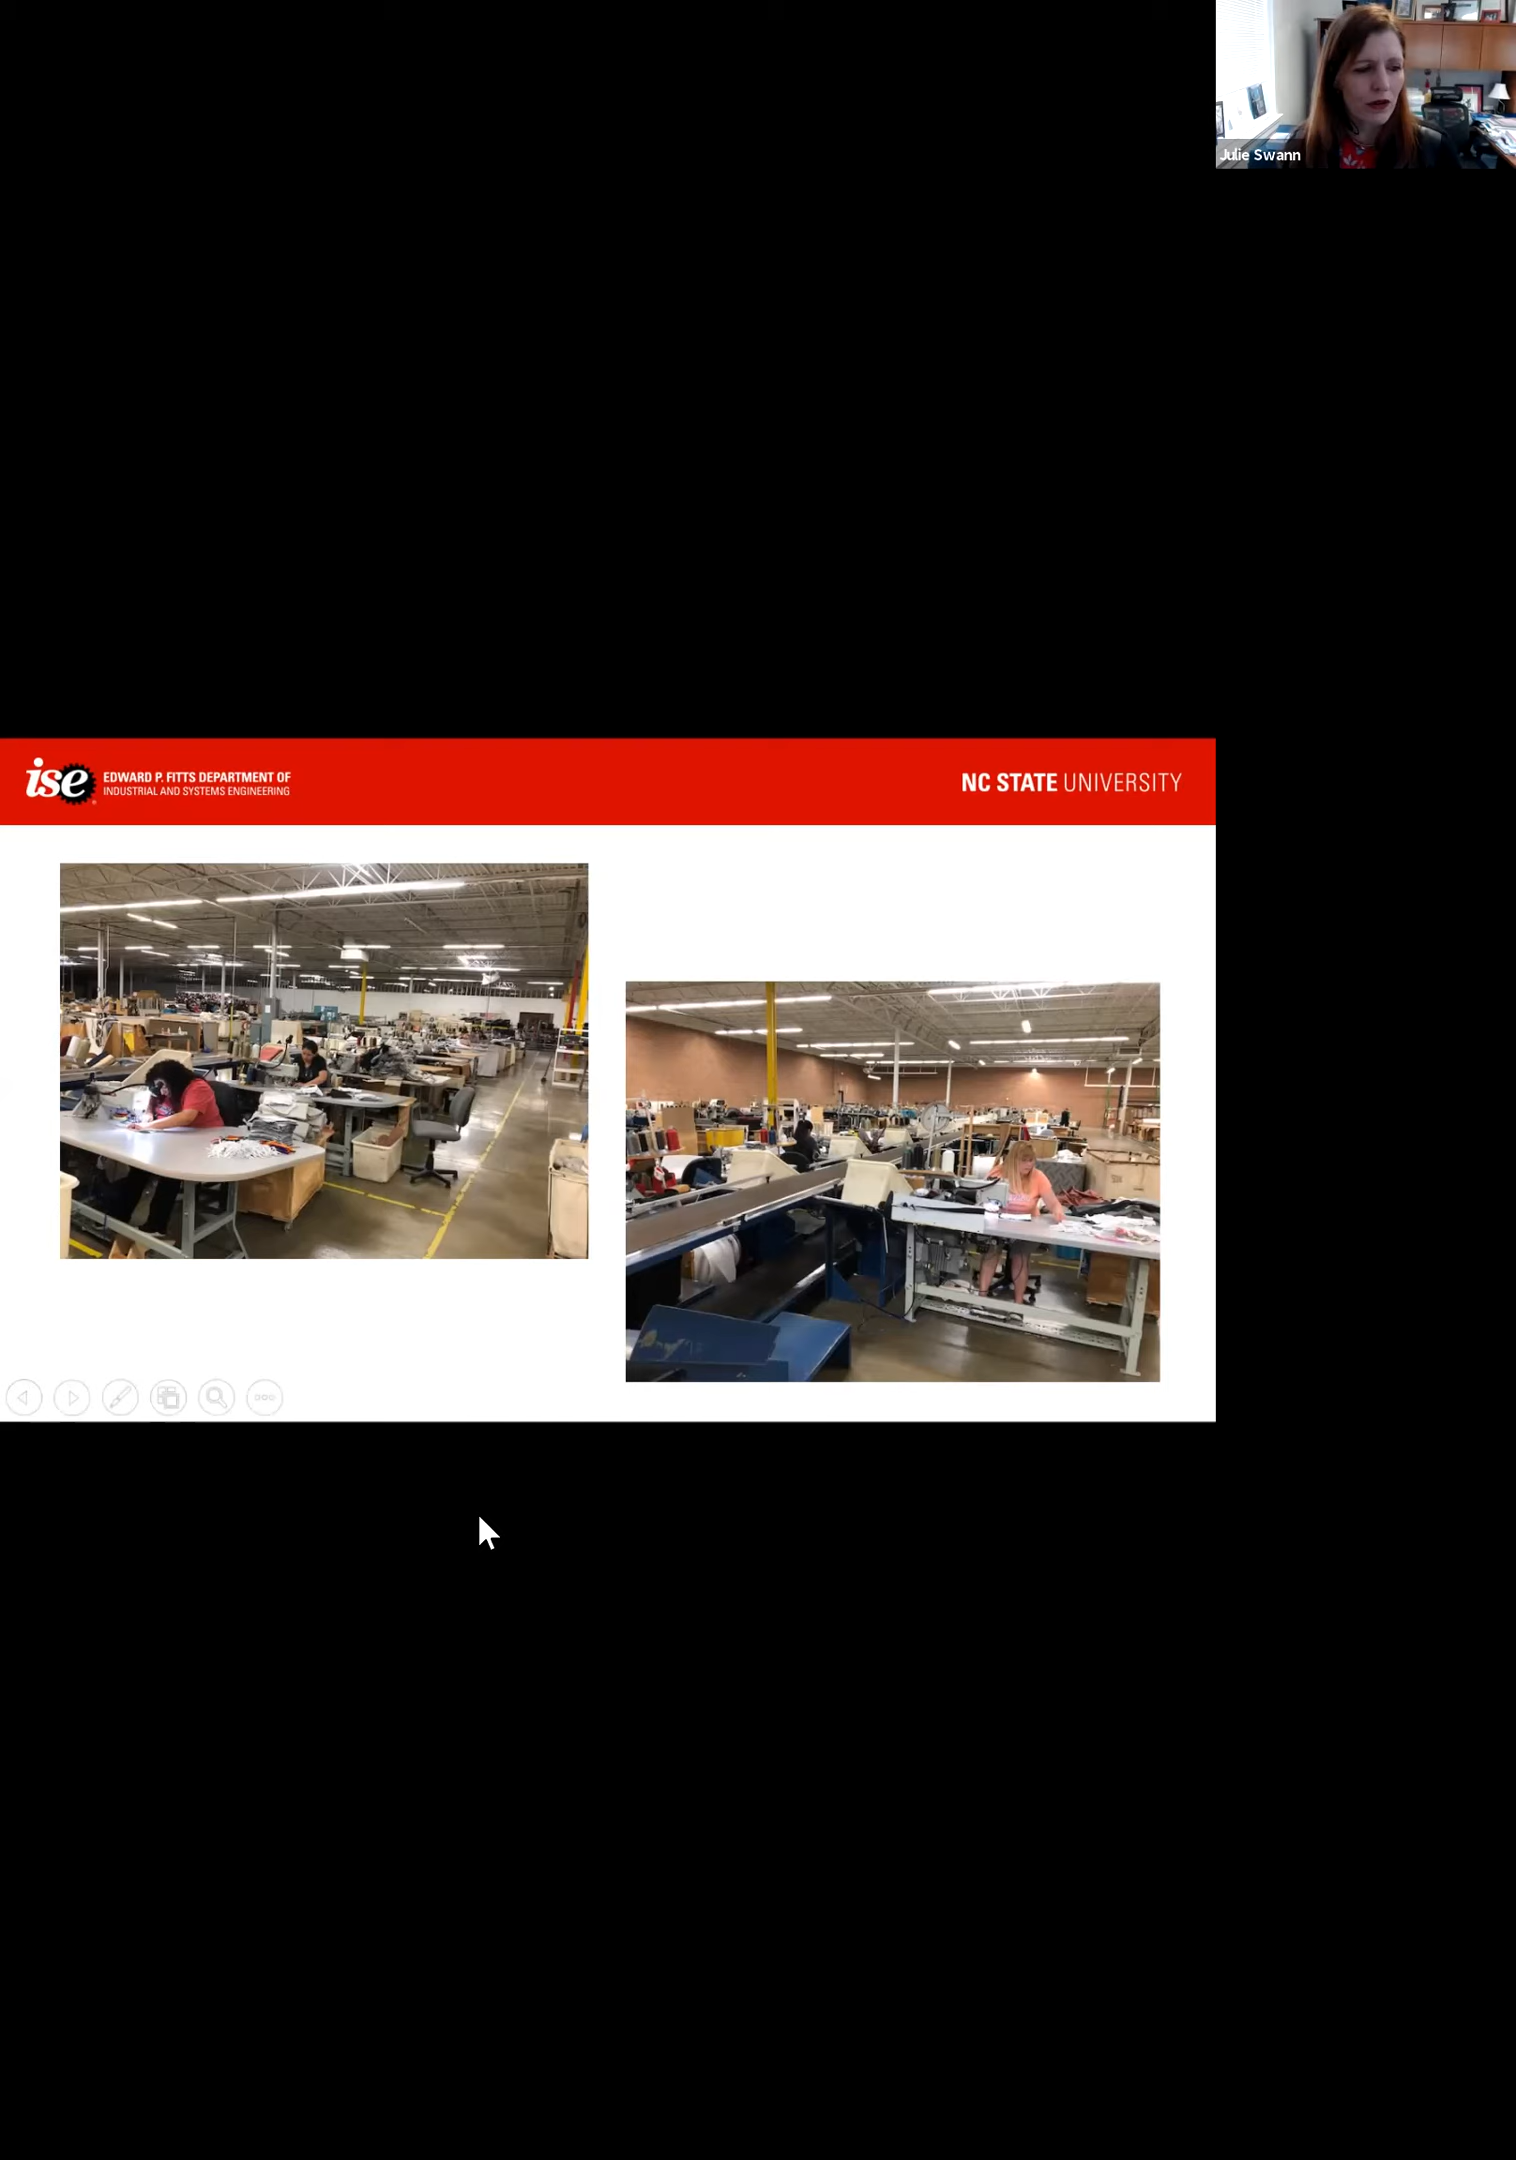 Julie Swann
ise EDWARD P. FITTS DEPARTMENT OF
INDUSTRIAL AND SYSTEMS ENGINEERING
NC STATE UNIVERSITY